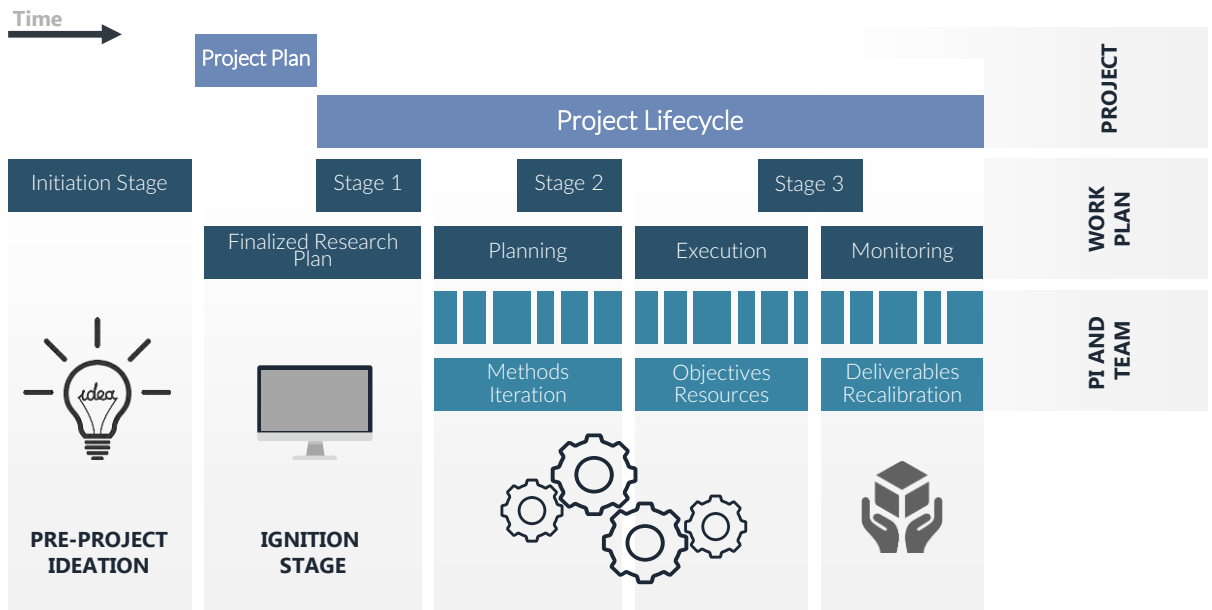 Time
Project Plan
Project Lifecycle
PROJECT
Initiation Stage
Stage 1
Stage 2
Stage 3
WORK
PLAN
Finalized Research
Plan
Planning
Execution
Monitoring
PI AND
TEAM
Methods
Iteration
Objectives
Resources
Deliverables
Recalibration
idea
PRE-PROJECT
IDEATION
IGNITION
STAGE